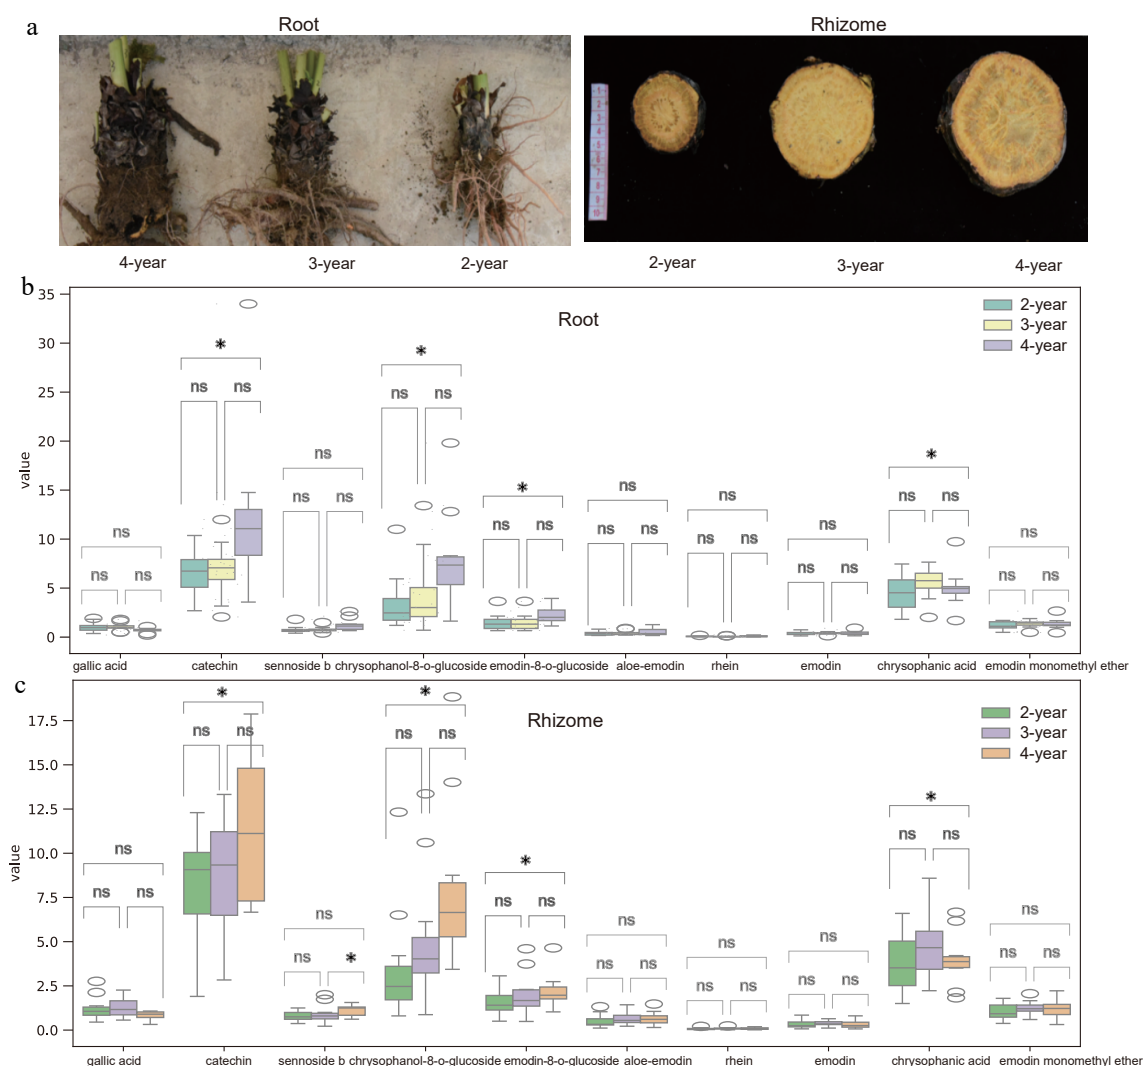 a
Root
Rhizome
4-year
3-year
2-year
2-year
3-year
4-year
b
Root
2-year
3-year
4-year
value
35
30
25
20
15
10
5
0
ns
ns
ns
*
ns
ns
ns
ns
ns
*
ns
ns
*
ns
ns
ns
ns
ns
ns
ns
ns
ns
ns
ns
*
ns
ns
ns
ns
ns
gallic acid
catechin
sennoside b
chrysophanol-8-o-glucoside
emodin-8-o-glucoside
aloe-emodin
rhein
emodin
chrysophanic acid
emodin monomethyl ether
c
Rhizome
2-year
3-year
4-year
value
17.5
15.0
12.5
10.0
7.5
5.0
2.5
0.0
ns
ns
ns
*
ns
ns
ns
ns
*
*
ns
ns
*
ns
ns
ns
ns
ns
ns
ns
ns
ns
ns
ns
*
ns
ns
ns
ns
ns
gallic acid
catechin
sennoside b
chrysophanol-8-o-glucoside
emodin-8-o-glucoside
aloe-emodin
rhein
emodin
chrysophanic acid
emodin monomethyl ether